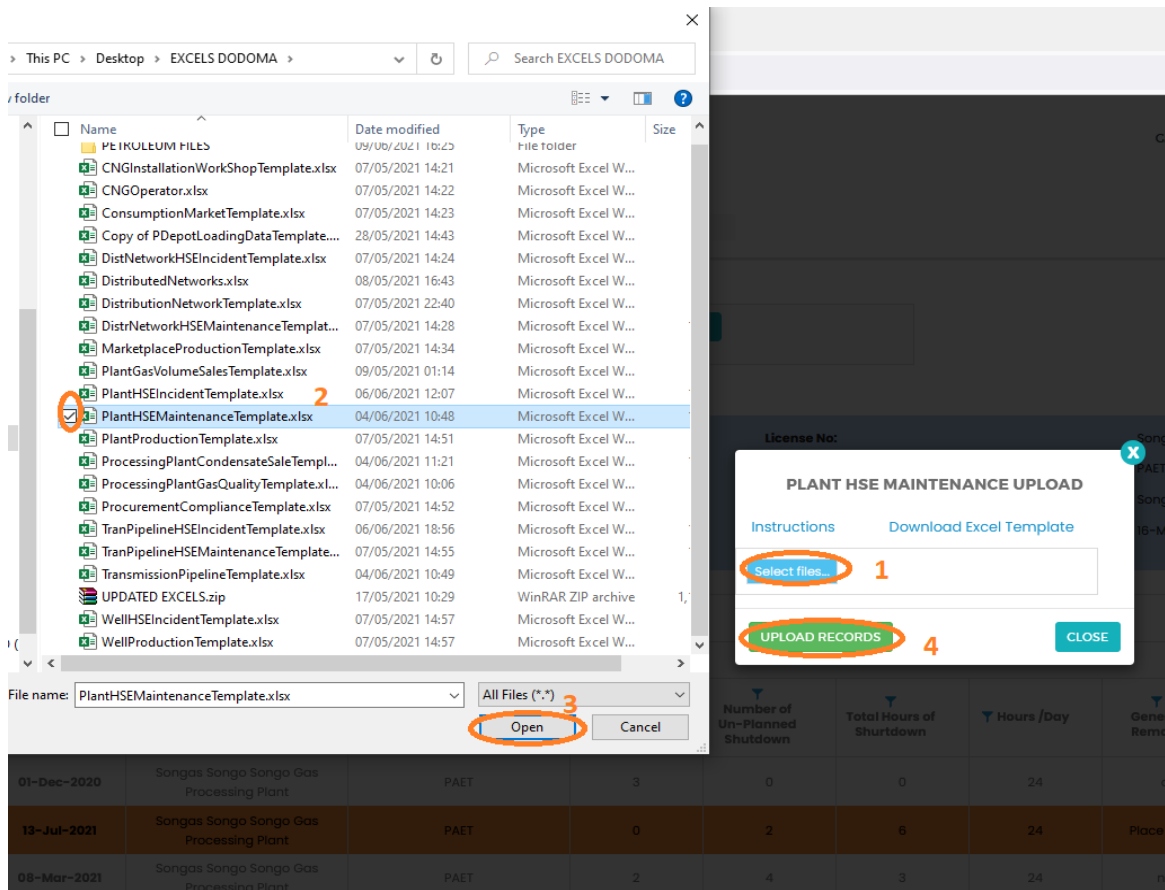 This PC > Desktop > EXCELS DODOMA >
Search EXCELS DODOMA
folder
Name Date modified Type Size
PETROLEUM FILES 09/06/2021 16:25 File folder
CNGInstallationWorkShopTemplate.xlsx 07/05/2021 14:21 Microsoft Excel W...
CNGOperator.xlsx 07/05/2021 14:22 Microsoft Excel W...
ConsumptionMarketTemplate.xlsx 07/05/2021 14:23 Microsoft Excel W...
Copy of PDepotLoadingDataTemplate.... 28/05/2021 14:43 Microsoft Excel W...
DistNetworkHSEIncidentTemplate.xlsx 07/05/2021 14:24 Microsoft Excel W...
DistributedNetworks.xlsx 08/05/2021 16:43 Microsoft Excel W...
DistributionNetworkTemplate.xlsx 07/05/2021 22:40 Microsoft Excel W...
DistrNetworkHSEMaintenanceTemplat... 07/05/2021 14:28 Microsoft Excel W...
MarketplaceProductionTemplate.xlsx 07/05/2021 14:34 Microsoft Excel W...
PlantGasVolumeSalesTemplate.xlsx 09/05/2021 01:14 Microsoft Excel W...
PlantHSEIncidentTemplate.xlsx 06/06/2021 12:07 Microsoft Excel W...
2
PlantHSEMaintenanceTemplate.xlsx 04/06/2021 10:48 Microsoft Excel W...
PlantProductionTemplate.xlsx 07/05/2021 14:51 Microsoft Excel W...
ProcessingPlantCondensateSaleTempl... 04/06/2021 11:21 Microsoft Excel W...
ProcessingPlantGasQualityTemplate.xl... 04/06/2021 10:06 Microsoft Excel W...
ProcurementComplianceTemplate.xlsx 07/05/2021 14:52 Microsoft Excel W...
TranPipelineHSEIncidentTemplate.xlsx 06/06/2021 18:56 Microsoft Excel W...
TranPipelineHSEMaintenanceTemplate... 07/05/2021 14:55 Microsoft Excel W...
TransmissionPipelineTemplate.xlsx 04/06/2021 10:49 Microsoft Excel W...
UPDATED EXCELS.zip 17/05/2021 10:29 WinRAR ZIP archive 1,
WellHSEIncidentTemplate.xlsx 07/05/2021 14:57 Microsoft Excel W...
WellProductionTemplate.xlsx 07/05/2021 14:57 Microsoft Excel W...
File name: PlantHSEMaintenanceTemplate.xlsx All Files (*.*)
3
Open Cancel
License No: Song
PAET
Song
16-M
X
PLANT HSE MAINTENANCE UPLOAD
Instructions Download Excel Template
Select files... 1
UPLOAD RECORDS 4 CLOSE
Number of Un-Planned Shutdown
Total Hours of Shurtdown
Hours /Day
Gene
Rema
01-Dec-2020 Songas Songo Songo Gas Processing Plant PAET 3 0 0 24
13-Jul-2021 Songas Songo Songo Gas Processing Plant PAET 0 2 6 24 Place
08-Mar-2021 Songas Songo Songo Gas Processing Plant PAET 2 4 3 24 n